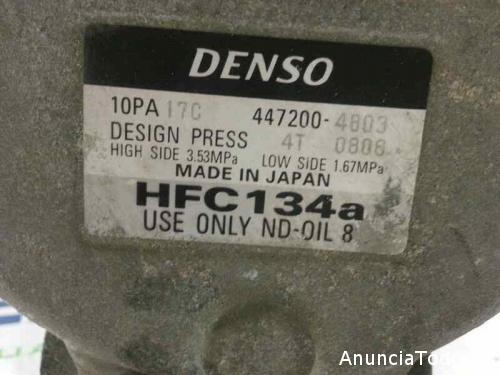 DENSO
10PA 17C 447200-4803
DESIGN PRESS 4T 0808
HIGH SIDE 3.53MPa LOW SIDE 1.67MPa
MADE IN JAPAN
HFC134a
USE ONLY ND-OIL 8